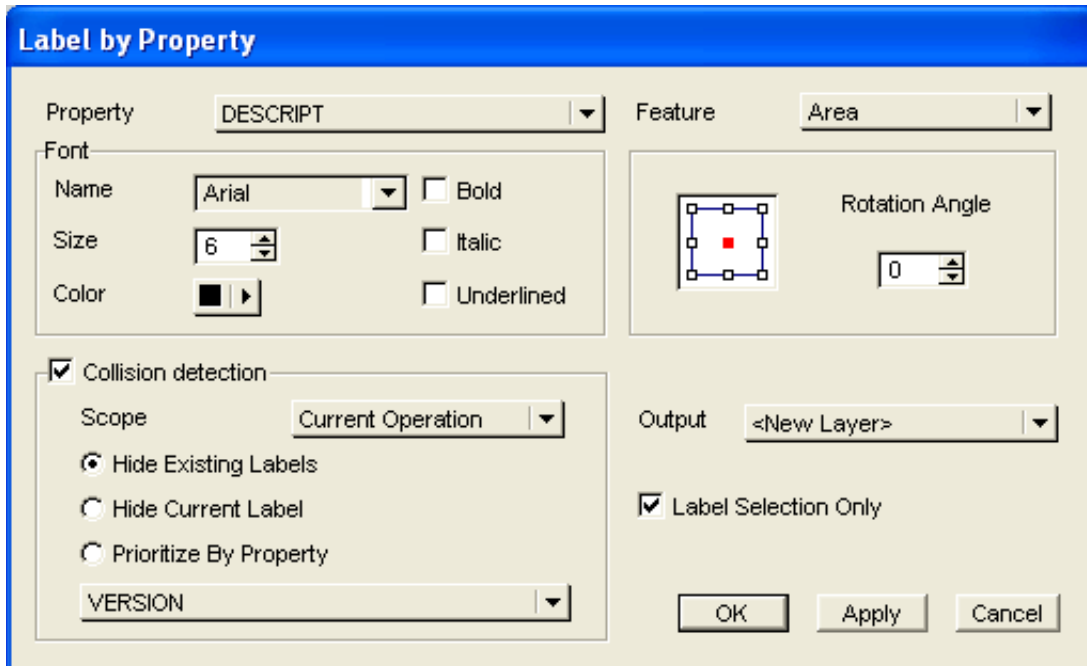 Label by Property
Property DESCRIPT Feature Area
Font
Name Arial Bold
Size 6 Italic
Color Underlined
Rotation Angle
0
Collision detection
Scope Current Operation
Hide Existing Labels
Hide Current Label
Prioritize By Property
VERSION
Output <New Layer>
Label Selection Only
OK Apply Cancel